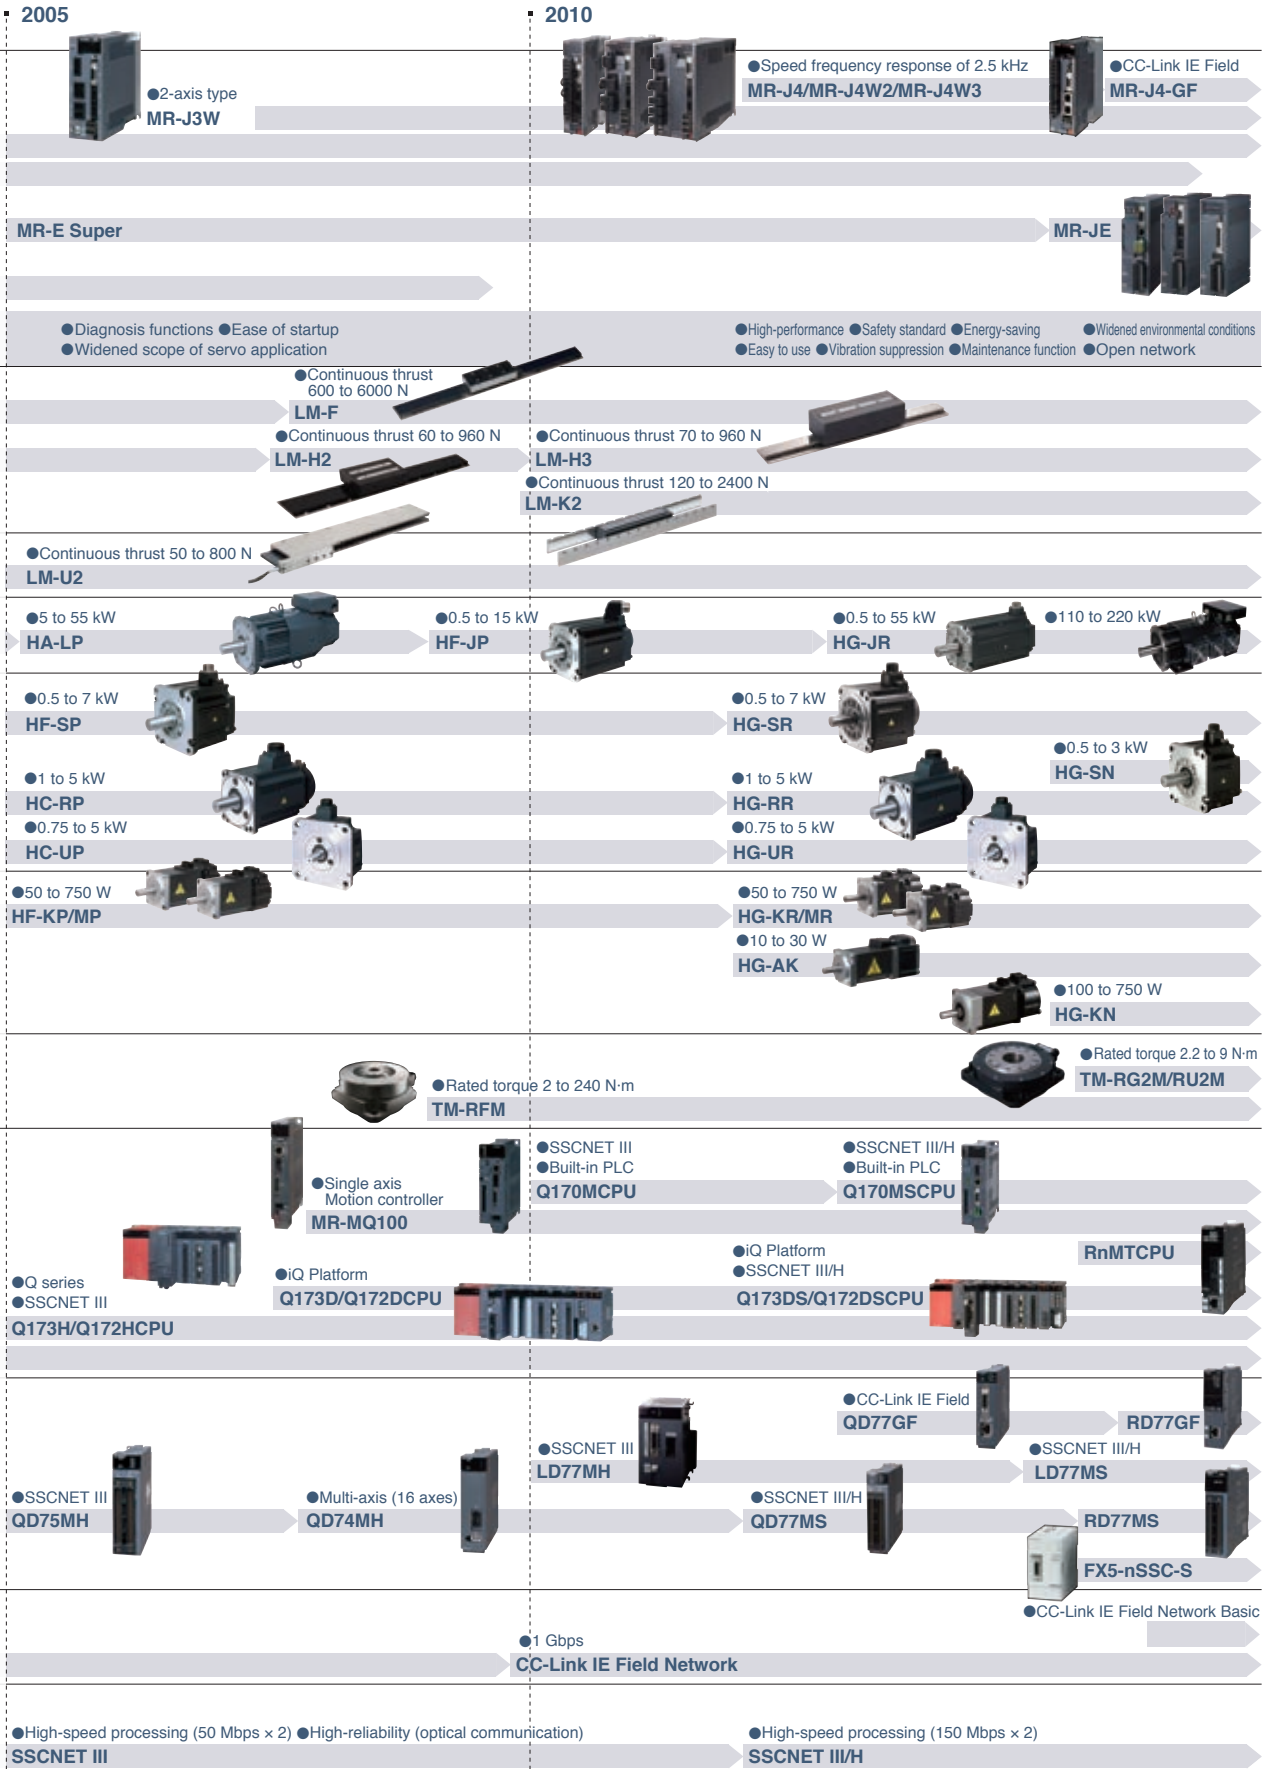 2005
2010
●Speed frequency response of 2.5 kHz
●CC-Link IE Field
MR-J4/MR-J4W2/MR-J4W3
MR-J4-GF
●2-axis type
MR-J3W
MR-E Super
MR-JE
●Diagnosis functions ●Ease of startup
●Widened scope of servo application
●High-performance ●Safety standard ●Energy-saving ●Widened environmental conditions
●Easy to use ●Vibration suppression ●Maintenance function ●Open network
●Continuous thrust
600 to 6000 N
LM-F
●Continuous thrust 60 to 960 N
●Continuous thrust 70 to 960 N
LM-H2
LM-H3
●Continuous thrust 120 to 2400 N
LM-K2
●Continuous thrust 50 to 800 N
LM-U2
●5 to 55 kW
●0.5 to 15 kW
●0.5 to 55 kW
●110 to 220 kW
HA-LP
HF-JP
HG-JR
●0.5 to 7 kW
●0.5 to 7 kW
HF-SP
HG-SR
●0.5 to 3 kW
HG-SN
●1 to 5 kW
●1 to 5 kW
HC-RP
HG-RR
●0.75 to 5 kW
●0.75 to 5 kW
HC-UP
HG-UR
●50 to 750 W
●50 to 750 W
HF-KP/MP
HG-KR/MR
●10 to 30 W
HG-AK
●100 to 750 W
HG-KN
●Rated torque 2.2 to 9 N·m
TM-RG2M/RU2M
●Rated torque 2 to 240 N·m
TM-RFM
●SSCNET III
●Built-in PLC
Q170MCPU
●SSCNET III/H
●Built-in PLC
Q170MSCPU
●Single axis
Motion controller
MR-MQ100
RnMTCPU
●iQ Platform
●SSCNET III/H
Q173DS/Q172DSCPU
●iQ Platform
Q173D/Q172DCPU
●Q series
●SSCNET III
Q173H/Q172HCPU
●CC-Link IE Field
QD77GF
RD77GF
●SSCNET III
LD77MH
●SSCNET III/H
LD77MS
●SSCNET III
QD75MH
●Multi-axis (16 axes)
QD74MH
●SSCNET III/H
QD77MS
RD77MS
FX5-nSSC-S
●CC-Link IE Field Network Basic
●1 Gbps
CC-Link IE Field Network
●High-speed processing (50 Mbps × 2) ●High-reliability (optical communication)
●High-speed processing (150 Mbps × 2)
SSCNET III
SSCNET III/H